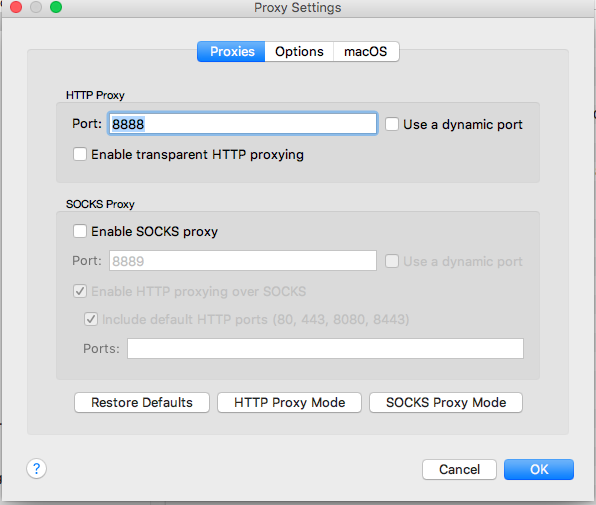 Proxy Settings
Proxies Options macOS
HTTP Proxy
Port: 8888 Use a dynamic port
Enable transparent HTTP proxying
SOCKS Proxy
Enable SOCKS proxy
Port: 8889 Use a dynamic port
Enable HTTP proxying over SOCKS
Include default HTTP ports (80, 443, 8080, 8443)
Ports:
Restore Defaults HTTP Proxy Mode SOCKS Proxy Mode
? Cancel OK